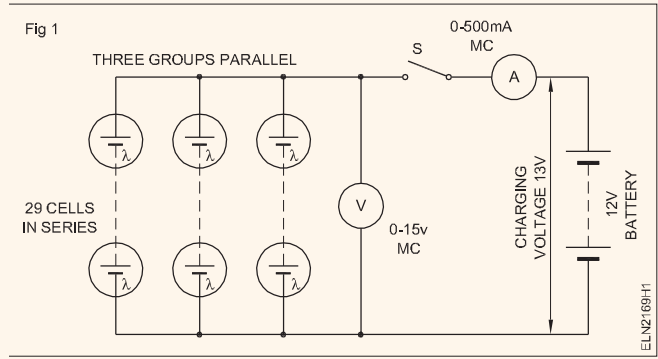 Fig 1
THREE GROUPS PARALLEL
S
0-500mA
MC
A
λ
λ
λ
29 CELLS
IN SERIES
V
0-15v
MC
CHARGING
VOLTAGE 13V
12V
BATTERY
λ
λ
λ
ELN2169H1